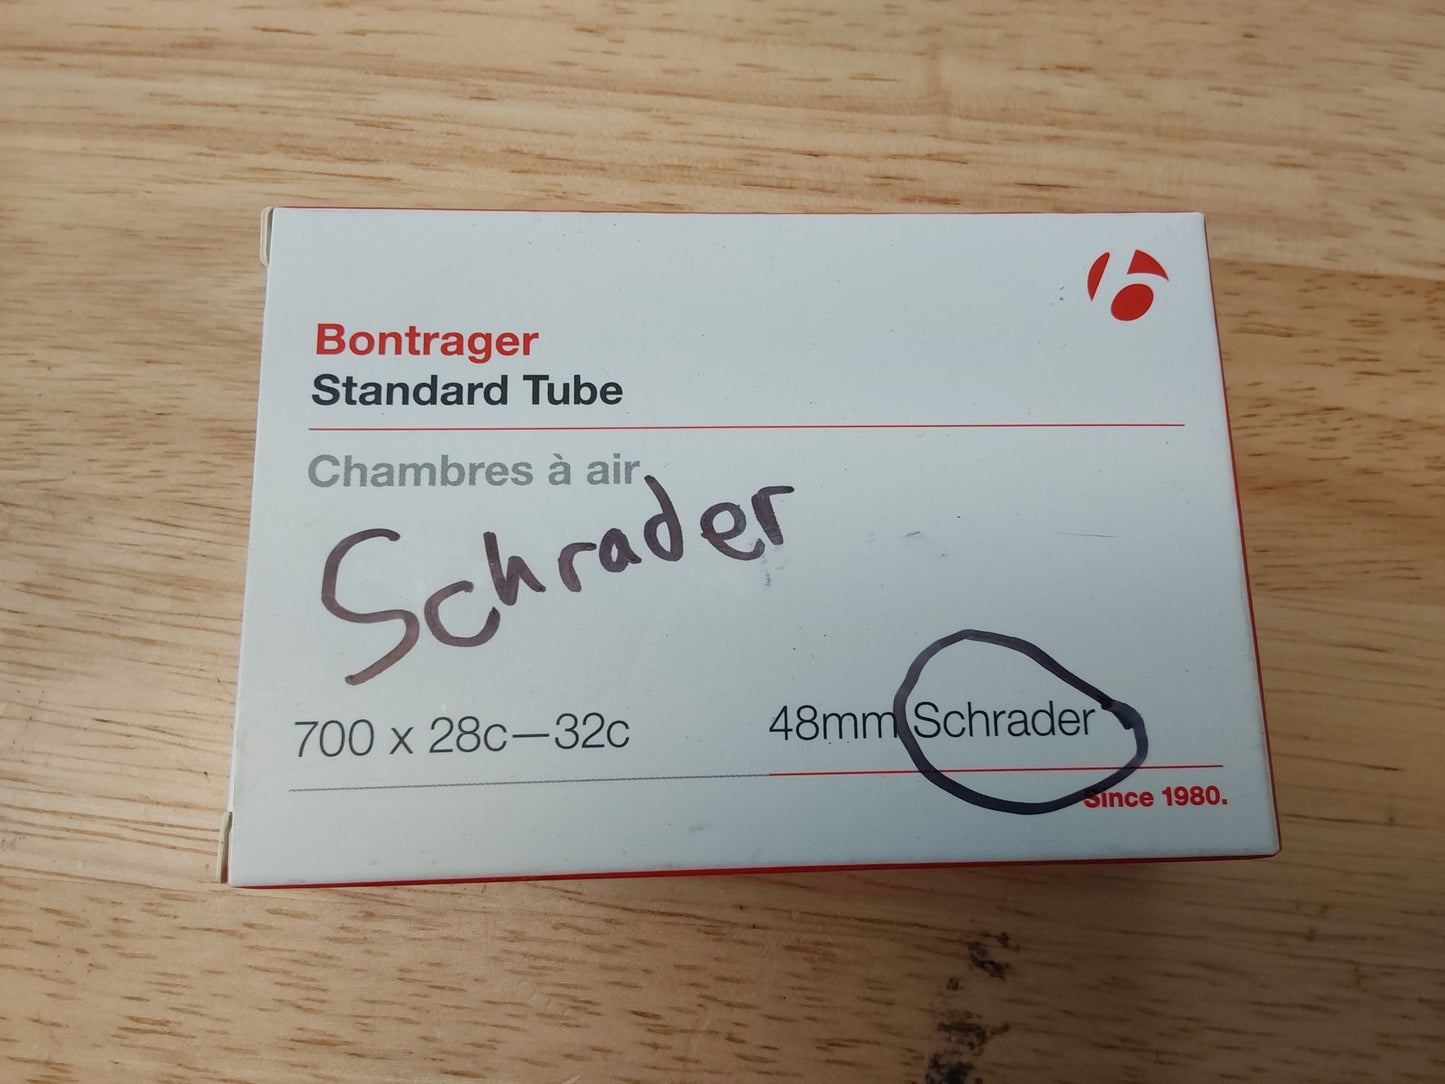 Bontrager
Standard Tube
Chambres à air
Schrader
700 x 28c—32c
48mm Schrader
Since 1980.